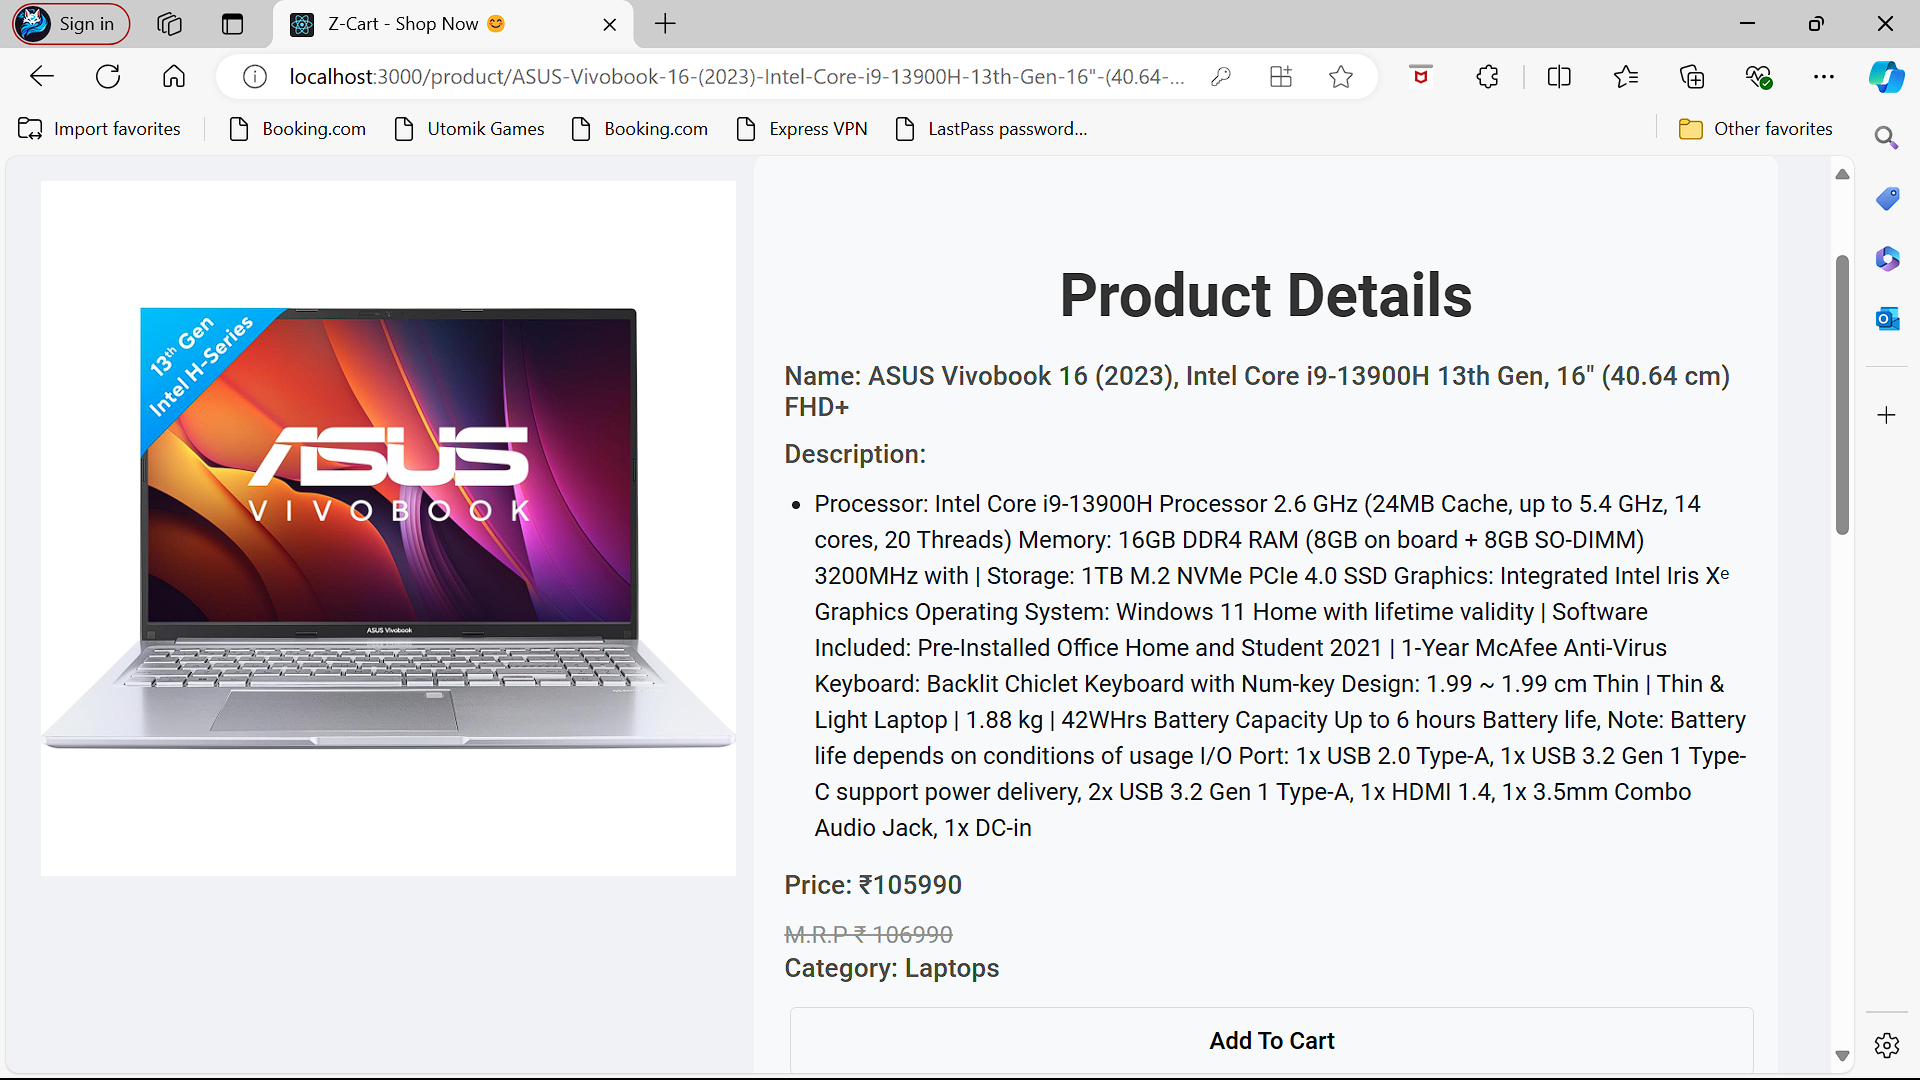 Sign in
Z-Cart - Shop Now 😊
localhost:3000/product/ASUS-Vivobook-16-(2023)-Intel-Core-i9-13900H-13th-Gen-16"-(40.64-...
Import favorites
Booking.com
Utomik Games
Booking.com
Express VPN
LastPass password...
Other favorites
13th Gen
Intel H-Series
ASUS
VIVOBOOK
ASUS Vivobook
Product Details
Name: ASUS Vivobook 16 (2023), Intel Core i9-13900H 13th Gen, 16" (40.64 cm)
FHD+
Description:
• Processor: Intel Core i9-13900H Processor 2.6 GHz (24MB Cache, up to 5.4 GHz, 14
cores, 20 Threads) Memory: 16GB DDR4 RAM (8GB on board + 8GB SO-DIMM)
3200MHz with | Storage: 1TB M.2 NVMe PCIe 4.0 SSD Graphics: Integrated Intel Iris Xᵉ
Graphics Operating System: Windows 11 Home with lifetime validity | Software
Included: Pre-Installed Office Home and Student 2021 | 1-Year McAfee Anti-Virus
Keyboard: Backlit Chiclet Keyboard with Num-key Design: 1.99 ~ 1.99 cm Thin | Thin &
Light Laptop | 1.88 kg | 42WHrs Battery Capacity Up to 6 hours Battery life, Note: Battery
life depends on conditions of usage I/O Port: 1x USB 2.0 Type-A, 1x USB 3.2 Gen 1 Type-
C support power delivery, 2x USB 3.2 Gen 1 Type-A, 1x HDMI 1.4, 1x 3.5mm Combo
Audio Jack, 1x DC-in
Price: ₹105990
M.R.P ₹ 106990
Category: Laptops
Add To Cart